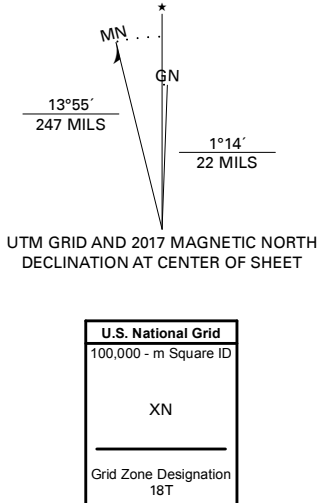 ★
MN
GN
13°55´
247 MILS
1°14´
22 MILS
UTM GRID AND 2017 MAGNETIC NORTH
DECLINATION AT CENTER OF SHEET
U.S. National Grid
100,000 - m Square ID
XN
Grid Zone Designation
18T